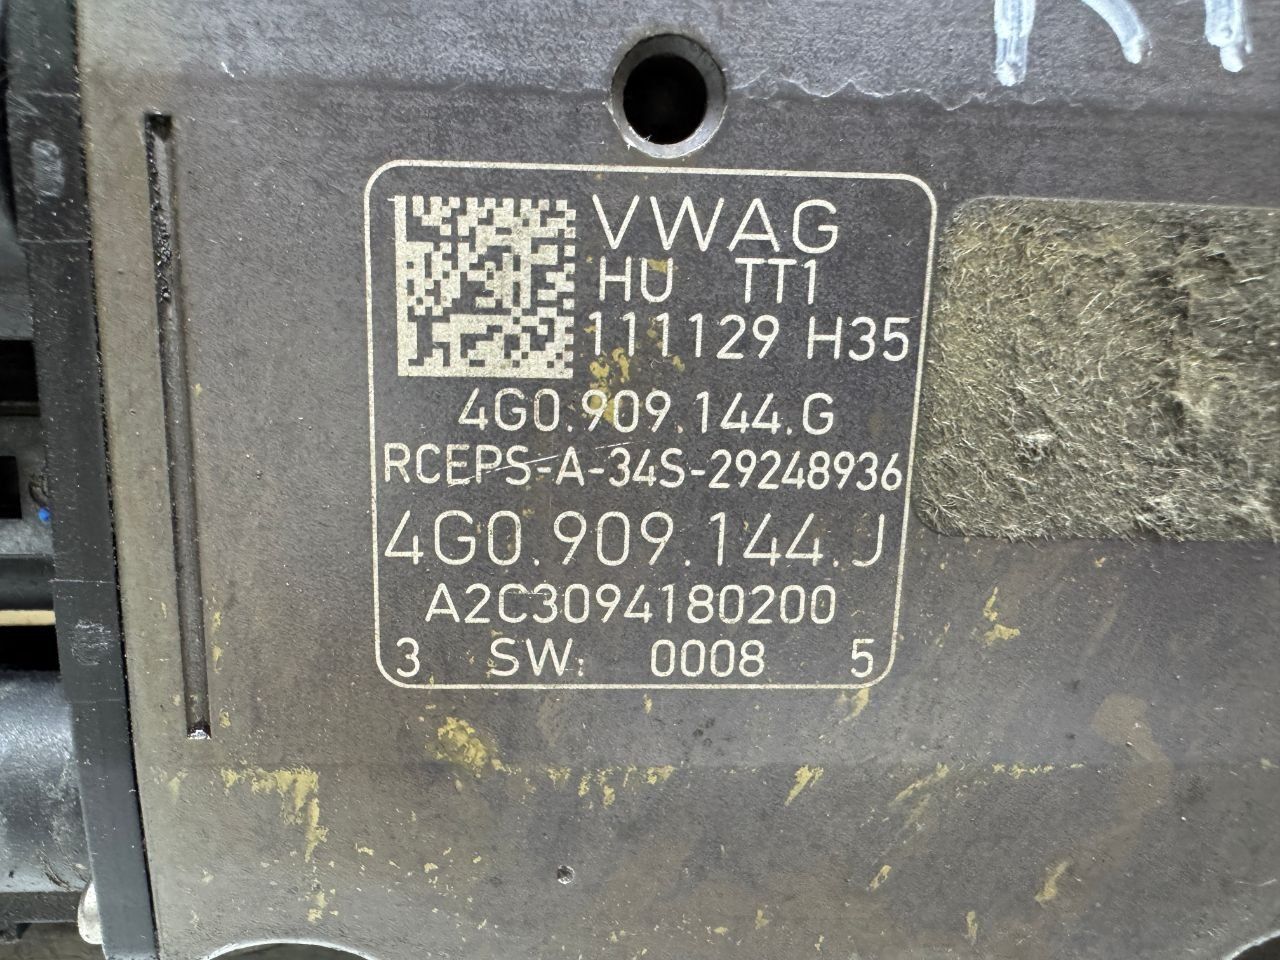 VWAG
HU TT1
111129 H35
4G0.909.144.G
RCEPS-A-34S-29248936
4G0.909.144.J
A2C3094180200
3 SW: 0008 5